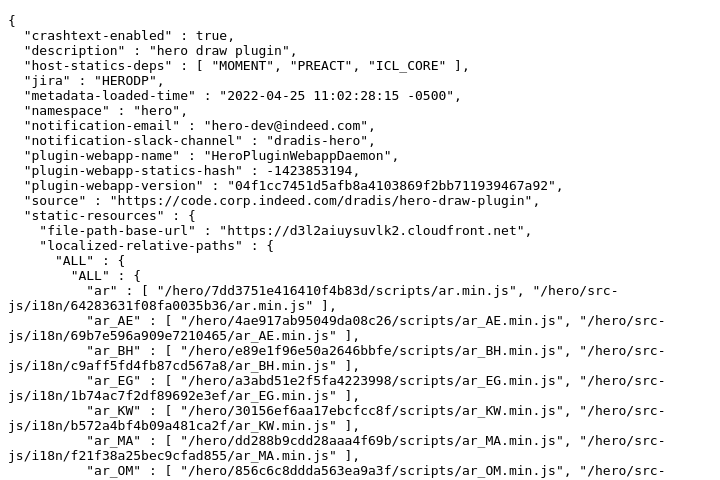 {
  "crashtext-enabled" : true,
  "description" : "hero draw plugin",
  "host-statics-deps" : [ "MOMENT", "PREACT", "ICL_CORE" ],
  "jira" : "HERODP",
  "metadata-loaded-time" : "2022-04-25 11:02:28:15 -0500",
  "namespace" : "hero",
  "notification-email" : "hero-dev@indeed.com",
  "notification-slack-channel" : "dradis-hero",
  "plugin-webapp-name" : "HeroPluginWebappDaemon",
  "plugin-webapp-statics-hash" : -1423853194,
  "plugin-webapp-version" : "04f1cc7451d5afb8a4103869f2bb711939467a92",
  "source" : "https://code.corp.indeed.com/dradis/hero-draw-plugin",
  "static-resources" : {
    "file-path-base-url" : "https://d3l2aiuysuvlk2.cloudfront.net",
    "localized-relative-paths" : {
      "ALL" : {
        "ALL" : {
          "ar" : [ "/hero/7dd3751e416410f4b83d/scripts/ar.min.js", "/hero/src-
js/i18n/64283631f08fa0035b36/ar.min.js" ],
          "ar_AE" : [ "/hero/4ae917ab95049da08c26/scripts/ar_AE.min.js", "/hero/src-
js/i18n/69b7e596a909e7210465/ar_AE.min.js" ],
          "ar_BH" : [ "/hero/e89e1f96e50a2646bbfe/scripts/ar_BH.min.js", "/hero/src-
js/i18n/c9aff5fd4fb87cd567a8/ar_BH.min.js" ],
          "ar_EG" : [ "/hero/a3abd51e2f5fa4223998/scripts/ar_EG.min.js", "/hero/src-
js/i18n/1b74ac7f2df89692e3ef/ar_EG.min.js" ],
          "ar_KW" : [ "/hero/30156ef6aa17ebcfcc8f/scripts/ar_KW.min.js", "/hero/src-
js/i18n/b572a4bf4b09a481ca2f/ar_KW.min.js" ],
          "ar_MA" : [ "/hero/dd288b9cdd28aaa4f69b/scripts/ar_MA.min.js", "/hero/src-
js/i18n/f21f38a25bec9cfad855/ar_MA.min.js" ],
          "ar_OM" : [ "/hero/856c6c8ddda563ea9a3f/scripts/ar_OM.min.js", "/hero/src-